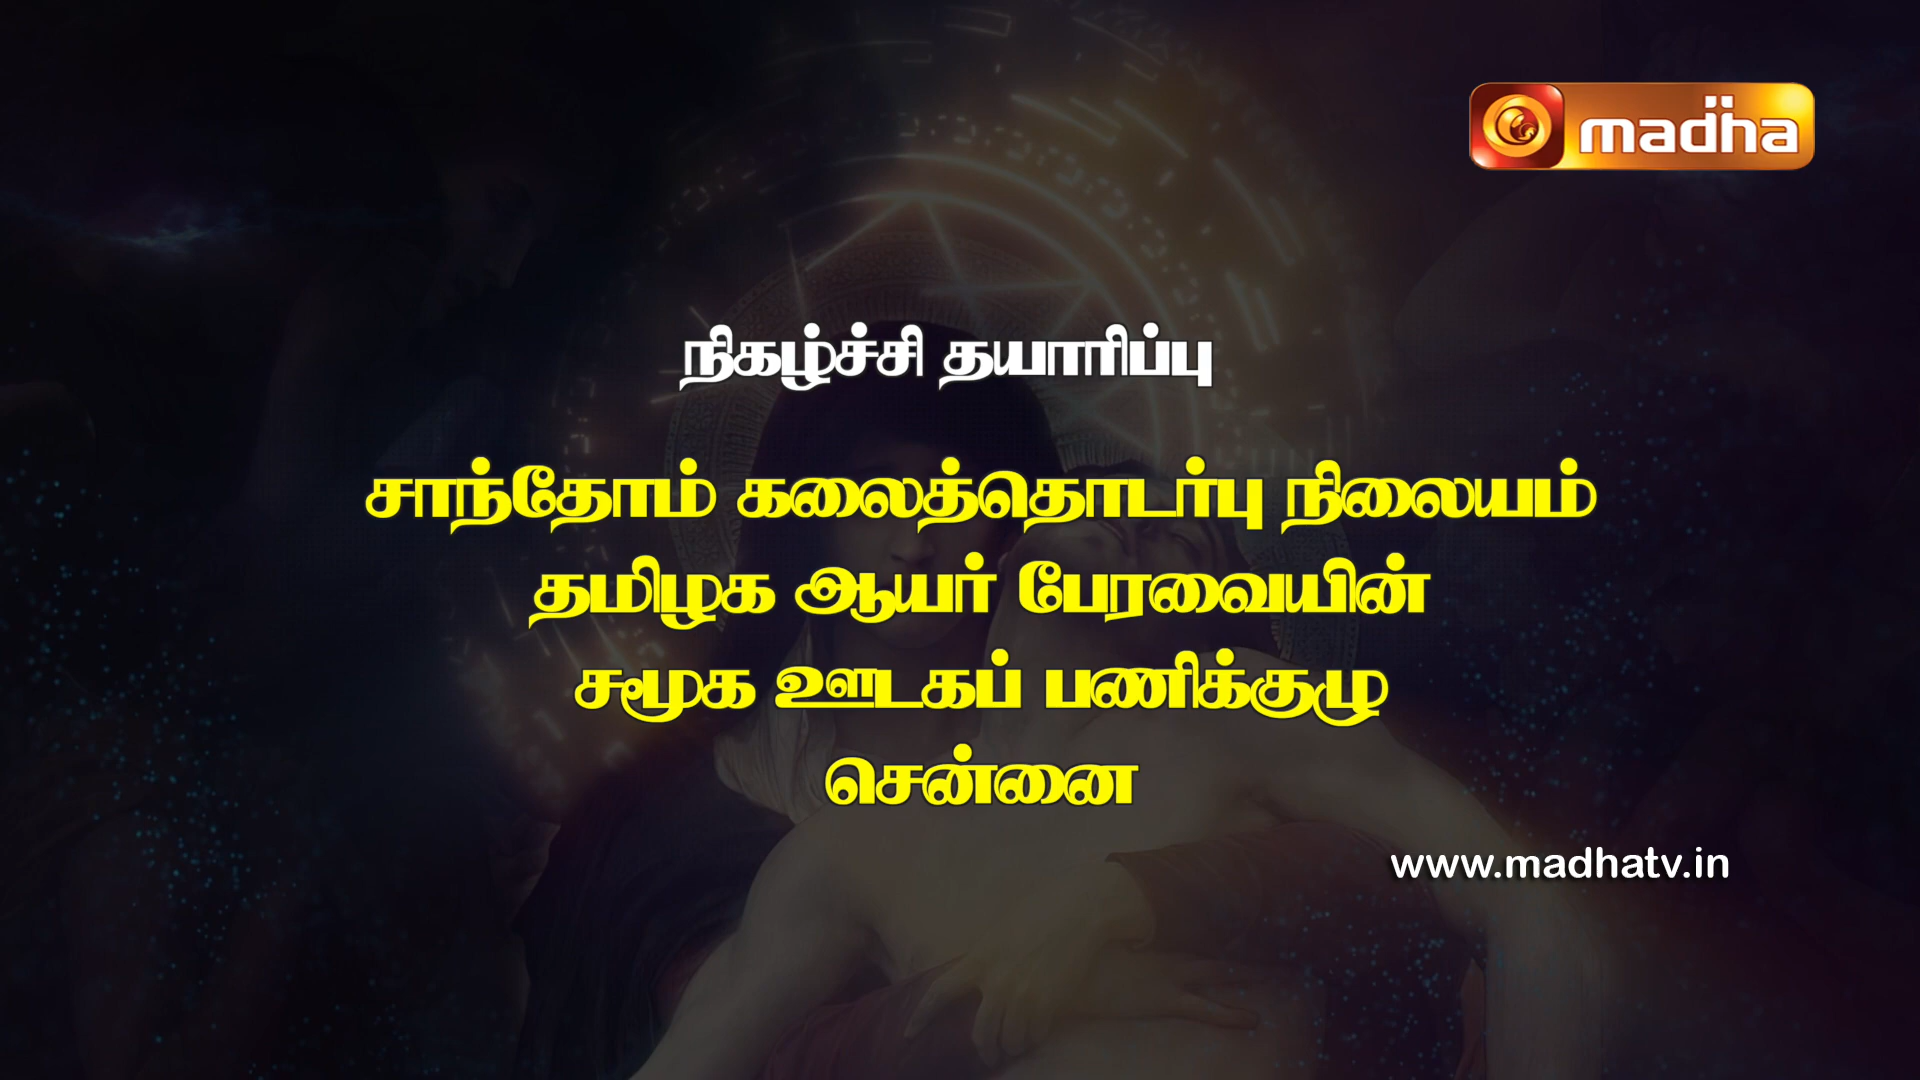 madha
நிகழ்ச்சி தயாரிப்பு
சாந்தோம் கலைத்தொடர்பு நிலையம்
தமிழக ஆயர் பேரவையின்
சமூக ஊடகப் பணிக்குழு
சென்னை
www.madhatv.in